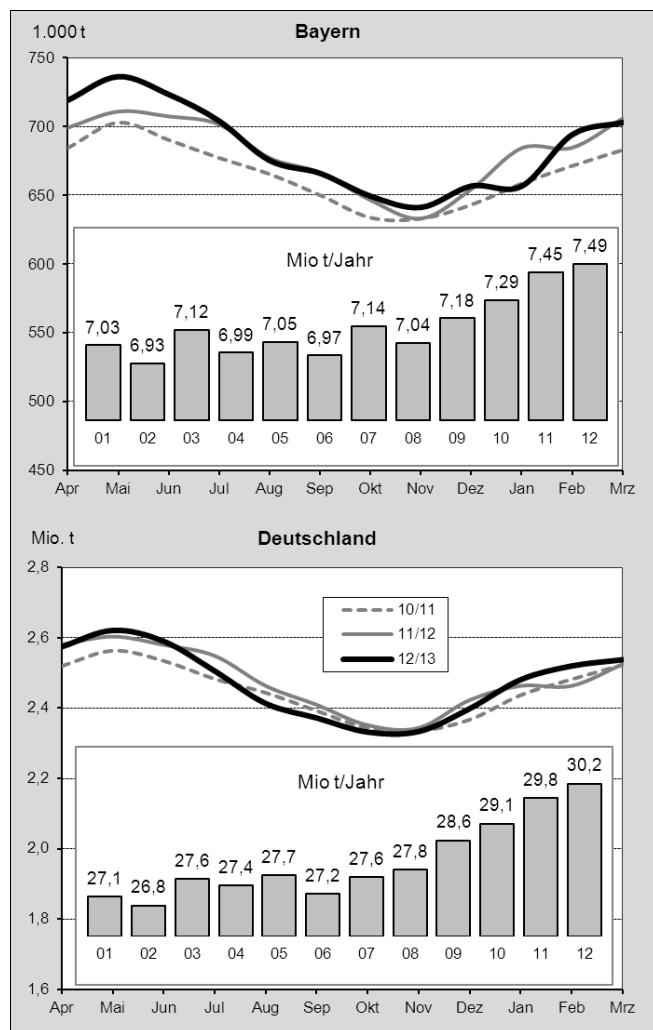 1.000 t
Bayern
750
700
650
600
550
500
450
Mio t/Jahr
7,03 6,93 7,12 6,99 7,05 6,97 7,14 7,04 7,18 7,29 7,45 7,49
01 02 03 04 05 06 07 08 09 10 11 12
Apr Mai Jun Jul Aug Sep Okt Nov Dez Jan Feb Mrz
Mio. t
Deutschland
2,8
2,6
2,4
2,2
2,0
1,8
1,6
10/11
11/12
12/13
Mio t/Jahr
27,1 26,8 27,6 27,4 27,7 27,2 27,6 27,8 28,6 29,1 29,8 30,2
01 02 03 04 05 06 07 08 09 10 11 12
Apr Mai Jun Jul Aug Sep Okt Nov Dez Jan Feb Mrz